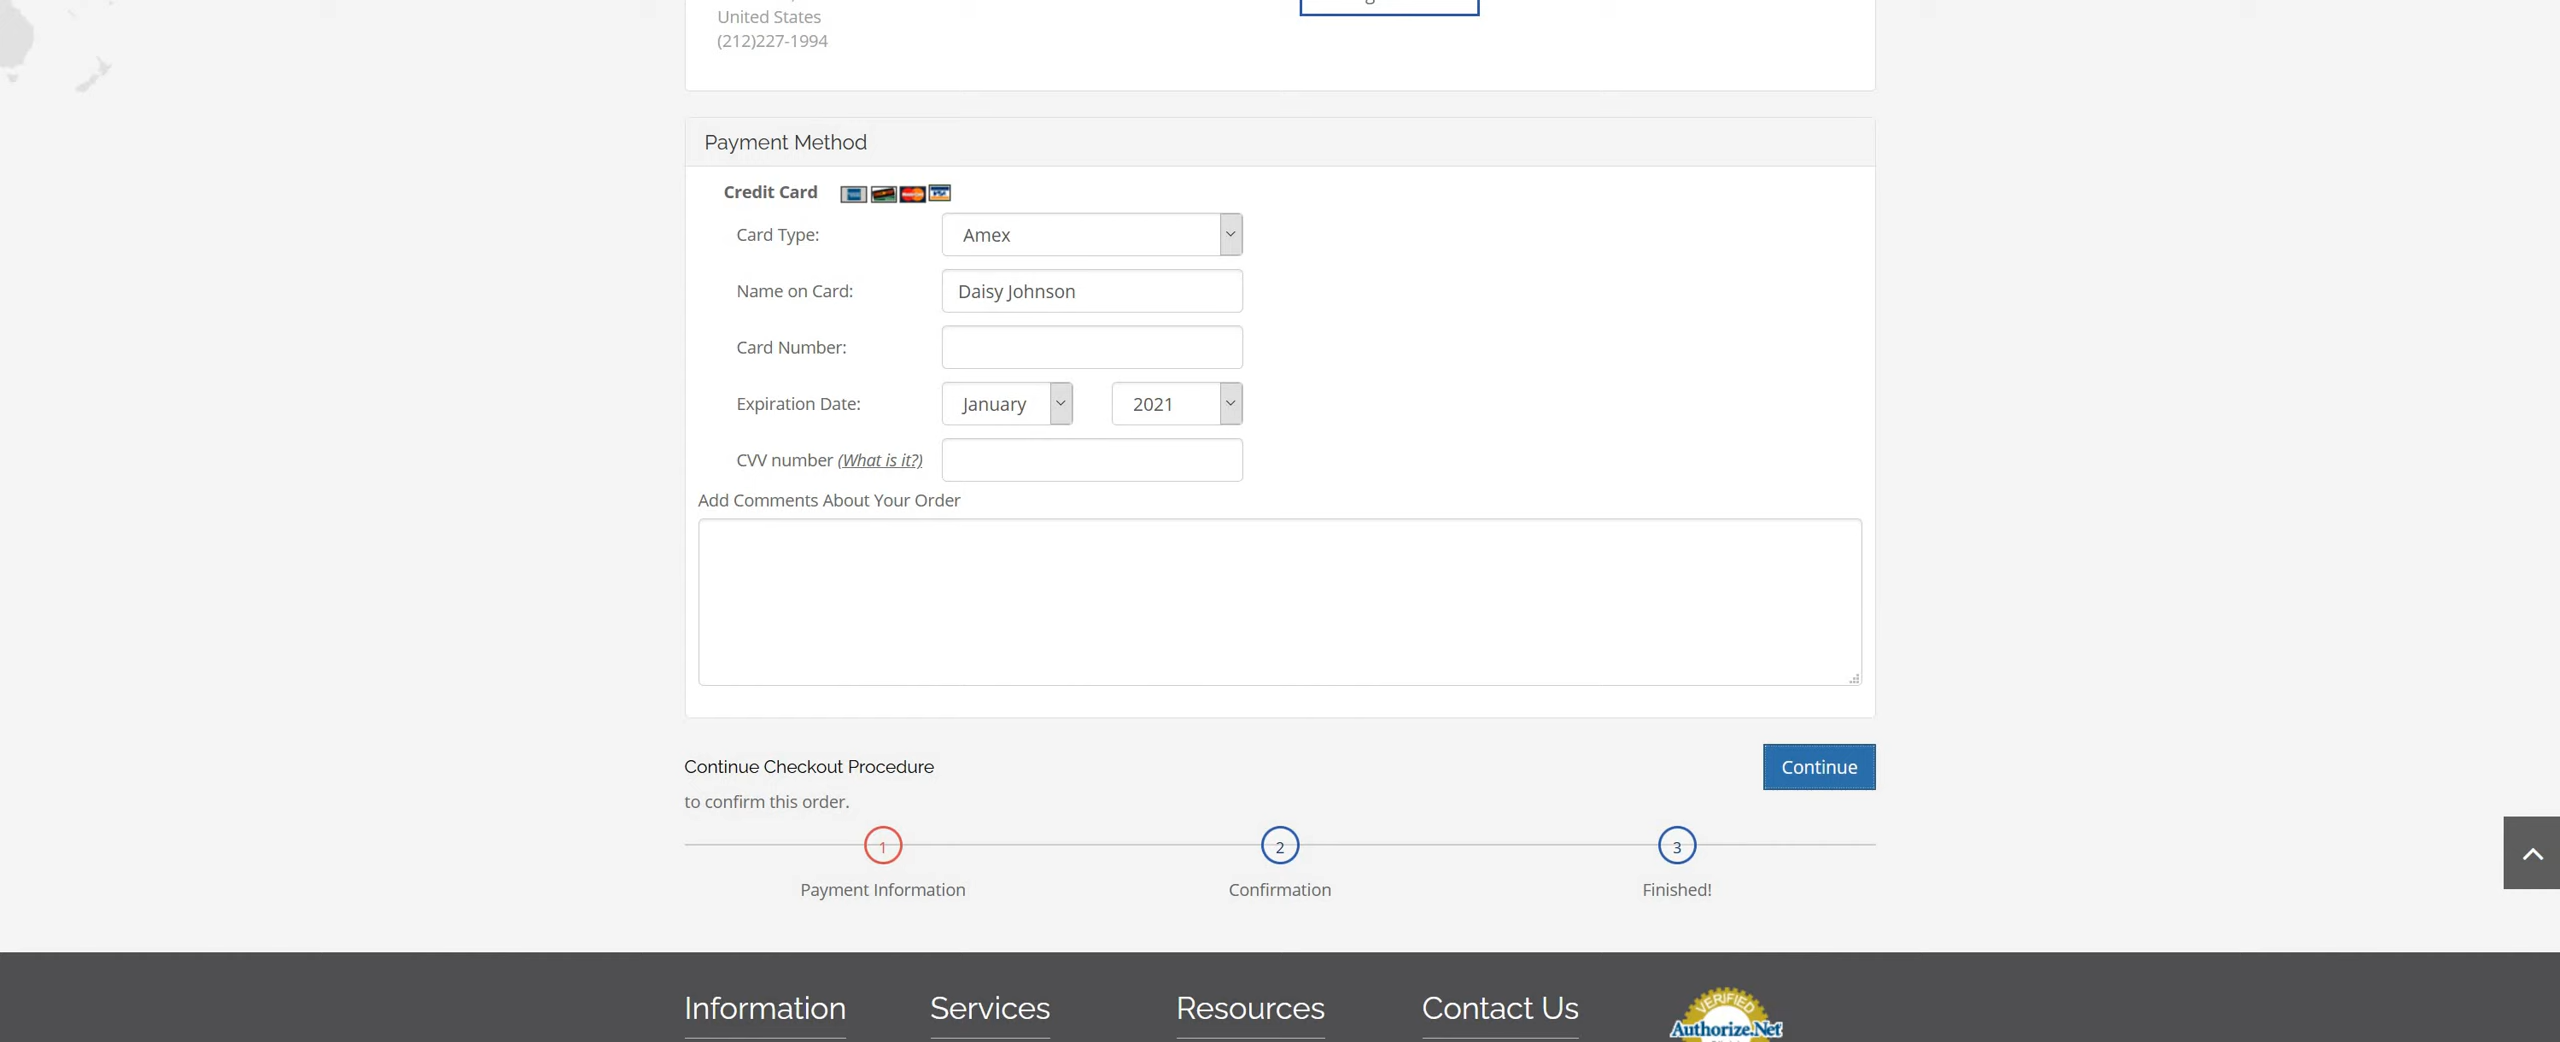 United States
(212)227-1994
Payment Method
Credit Card
Card Type:
Amex
Name on Card:
Daisy Johnson
Card Number:
Expiration Date:
January
2021
CVV number (What is it?)
Add Comments About Your Order
Continue Checkout Procedure
Continue
to confirm this order.
1
2
3
Payment Information
Confirmation
Finished!
Information
Services
Resources
Contact Us
VERIFIED
Authorize.Net